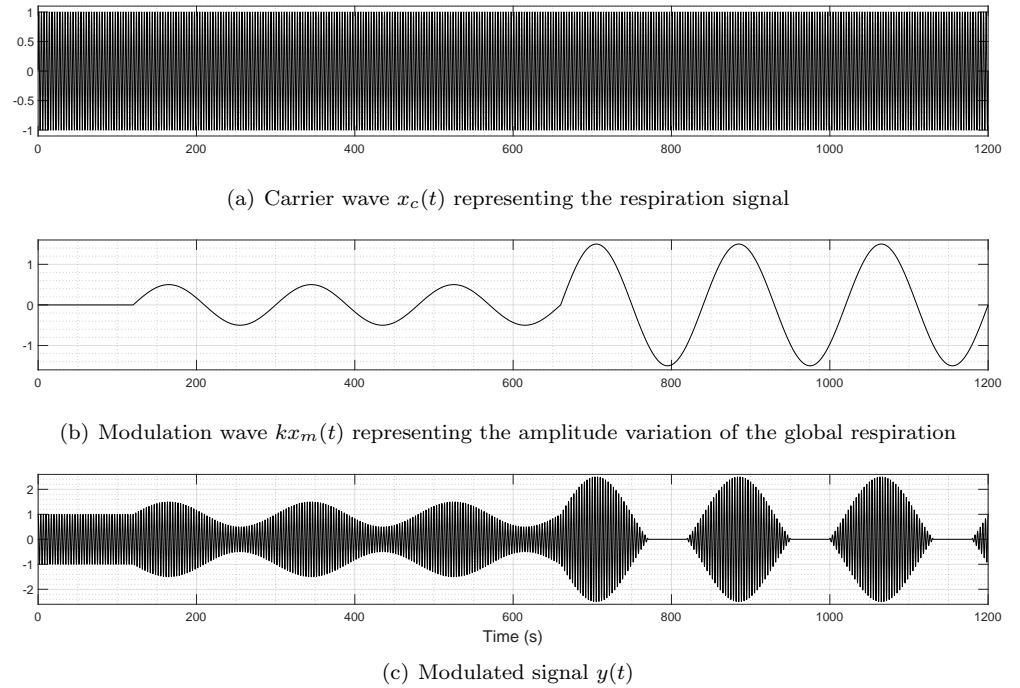 1
0.5
0
-0.5
-1
0 200 400 600 800 1000 1200
(a) Carrier wave x_c(t) representing the respiration signal
1
0
-1
0 200 400 600 800 1000 1200
(b) Modulation wave kx_m(t) representing the amplitude variation of the global respiration
2
1
0
-1
-2
0 200 400 600 800 1000 1200
Time (s)
(c) Modulated signal y(t)